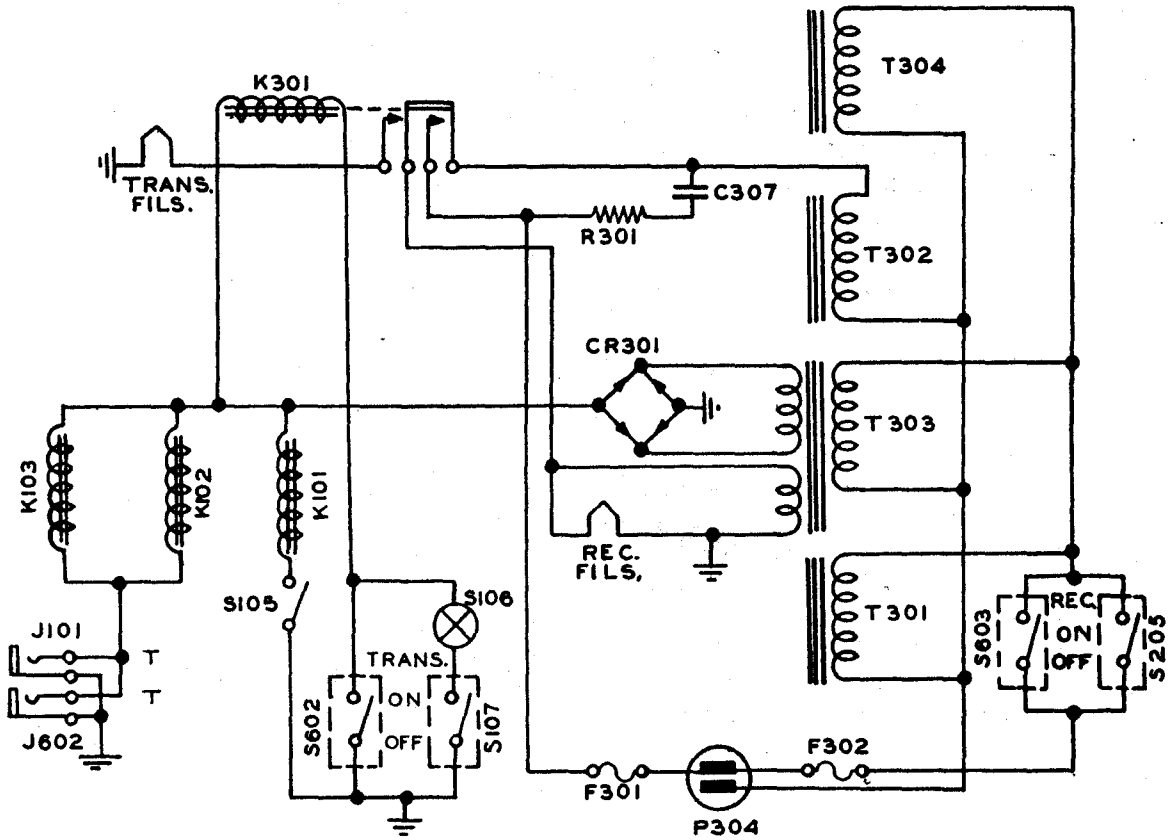 T304
K301
TRANS.
FILS.
C307
R301
T302
CR301
T303
K103
K102
K101
REC.
FILS,
S105
S106
T301
REC.
S603
ON
OFF
S205
J101
T
T
J602
TRANS.
S602
ON
OFF
S107
F302
F301
P304